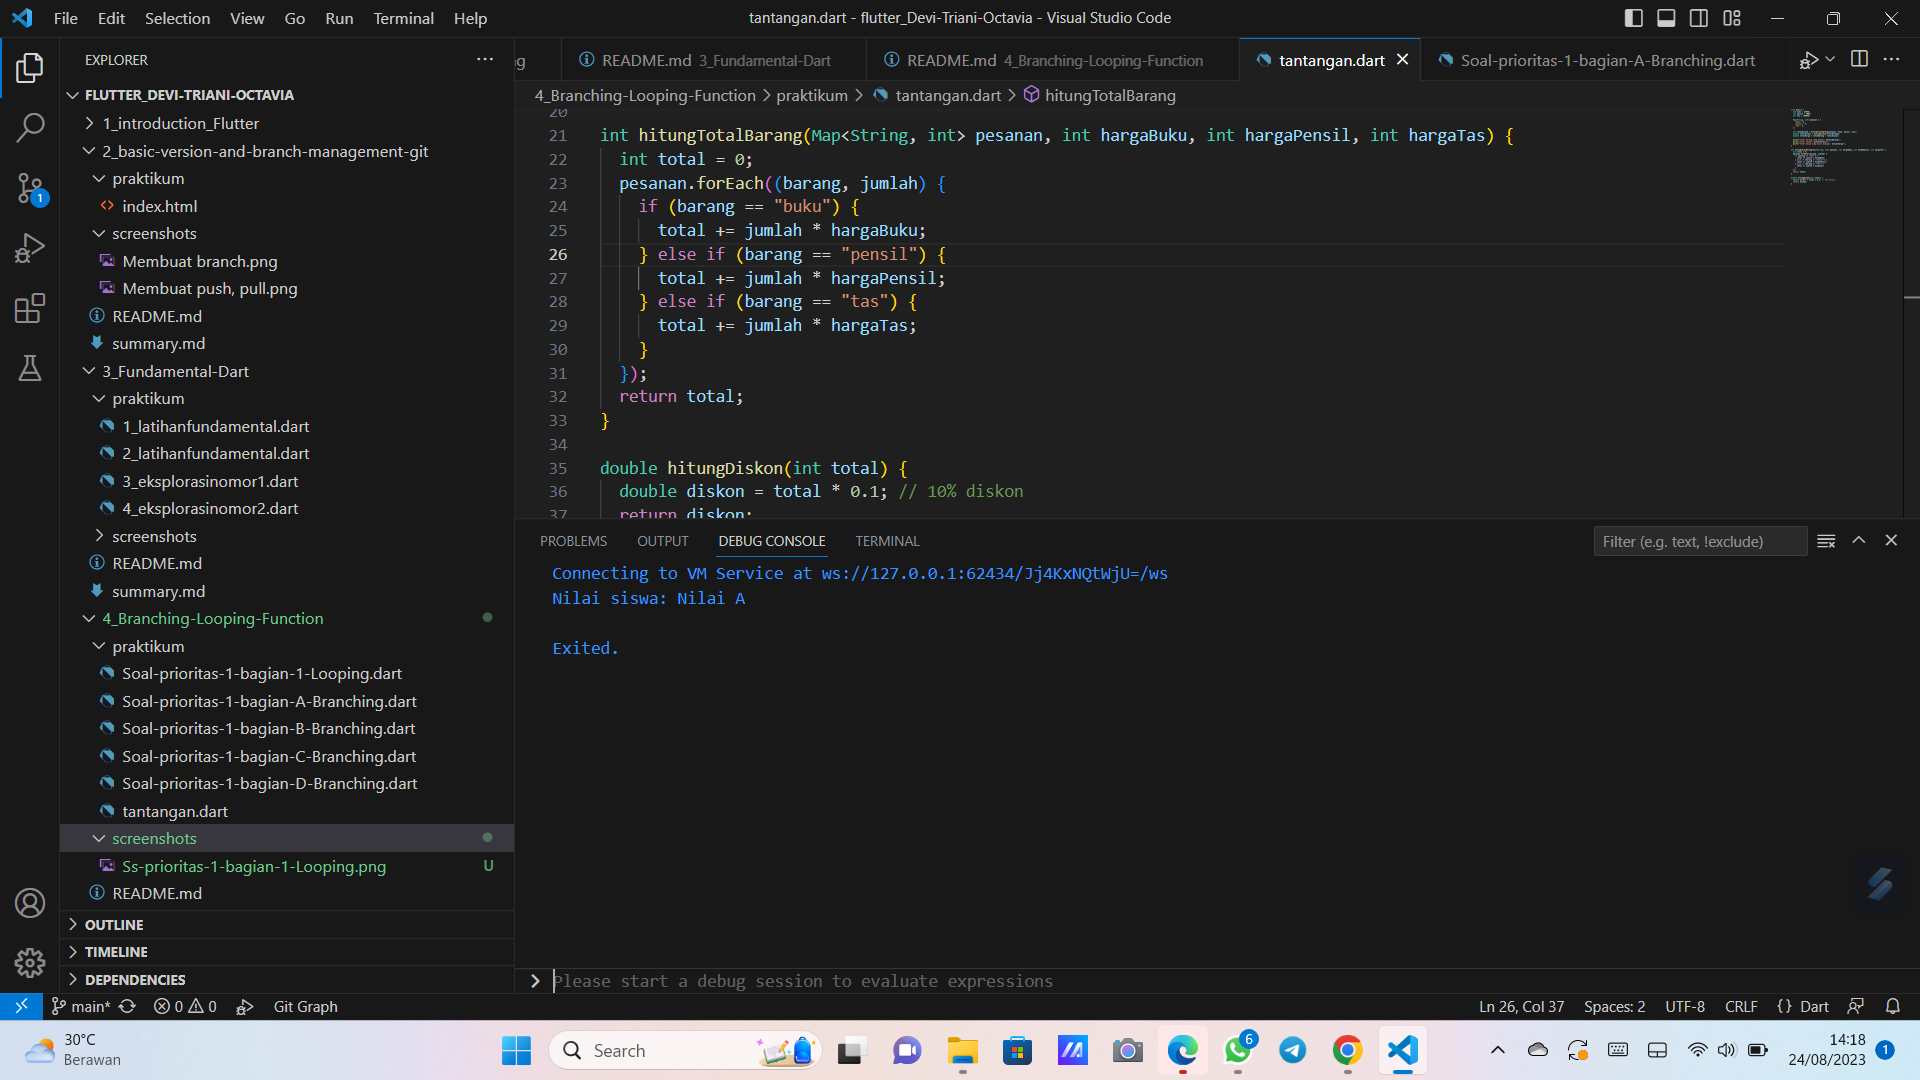 File Edit Selection View Go Run Terminal Help
tantangan.dart - flutter_Devi-Triani-Octavia - Visual Studio Code
EXPLORER
FLUTTER_DEVI-TRIANI-OCTAVIA
1_introduction_Flutter
2_basic-version-and-branch-management-git
praktikum
index.html
screenshots
Membuat branch.png
Membuat push, pull.png
README.md
summary.md
3_Fundamental-Dart
praktikum
1_latihanfundamental.dart
2_latihanfundamental.dart
3_eksplorasinomor1.dart
4_eksplorasinomor2.dart
screenshots
README.md
summary.md
4_Branching-Looping-Function
praktikum
Soal-prioritas-1-bagian-1-Looping.dart
Soal-prioritas-1-bagian-A-Branching.dart
Soal-prioritas-1-bagian-B-Branching.dart
Soal-prioritas-1-bagian-C-Branching.dart
Soal-prioritas-1-bagian-D-Branching.dart
tantangan.dart
screenshots
Ss-prioritas-1-bagian-1-Looping.png U
README.md
OUTLINE
TIMELINE
DEPENDENCIES
1
g README.md 3_Fundamental-Dart README.md 4_Branching-Looping-Function tantangan.dart Soal-prioritas-1-bagian-A-Branching.dart
4_Branching-Looping-Function > praktikum > tantangan.dart > hitungTotalBarang
20
21 int hitungTotalBarang(Map<String, int> pesanan, int hargaBuku, int hargaPensil, int hargaTas) {
22 int total = 0;
23 pesanan.forEach((barang, jumlah) {
24 if (barang == "buku") {
25 total += jumlah * hargaBuku;
26 } else if (barang == "pensil") {
27 total += jumlah * hargaPensil;
28 } else if (barang == "tas") {
29 total += jumlah * hargaTas;
30 }
31 });
32 return total;
33 }
34
35 double hitungDiskon(int total) {
36 double diskon = total * 0.1; // 10% diskon
37 return diskon;
PROBLEMS OUTPUT DEBUG CONSOLE TERMINAL
Filter (e.g. text, !exclude)
Connecting to VM Service at ws://127.0.0.1:62434/Jj4KxNQtWjU=/ws
Nilai siswa: Nilai A
Exited.
Please start a debug session to evaluate expressions
main* 0 0 Git Graph
Ln 26, Col 37 Spaces: 2 UTF-8 CRLF {} Dart
30°C
Berawan
Search
6
14:18
24/08/2023
1